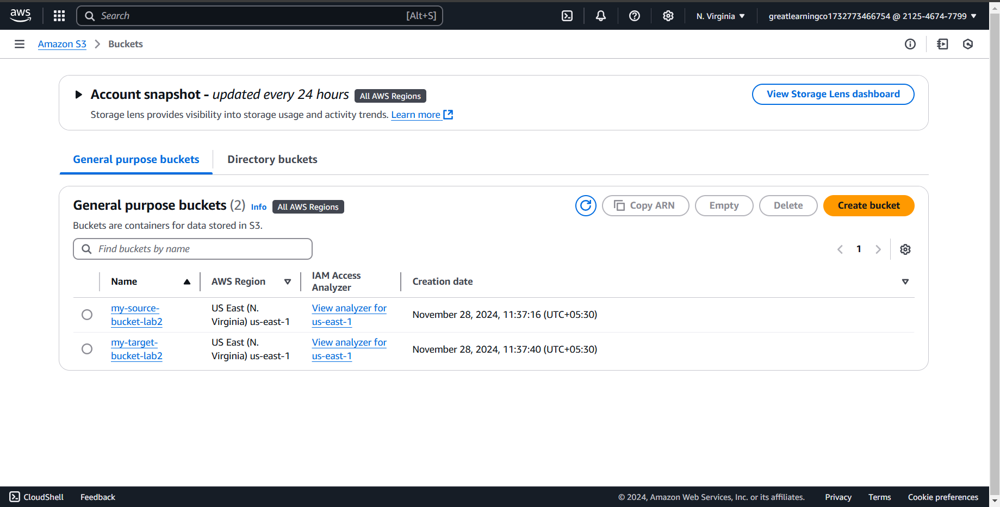 aws
Search [Alt+S]
N. Virginia
greatlearningco1732773466754 @ 2125-4674-7799
Amazon S3 Buckets
Account snapshot - updated every 24 hours All AWS Regions
View Storage Lens dashboard
Storage lens provides visibility into storage usage and activity trends. Learn more
General purpose buckets
Directory buckets
General purpose buckets (2) Info All AWS Regions
Copy ARN
Empty
Delete
Create bucket
Buckets are containers for data stored in S3.
Find buckets by name
1
Name
AWS Region
IAM Access
Analyzer
Creation date
my-source-
bucket-lab2
US East (N.
Virginia) us-east-1
View analyzer for
us-east-1
November 28, 2024, 11:37:16 (UTC+05:30)
my-target-
bucket-lab2
US East (N.
Virginia) us-east-1
View analyzer for
us-east-1
November 28, 2024, 11:37:40 (UTC+05:30)
CloudShell
Feedback
© 2024, Amazon Web Services, Inc. or its affiliates.
Privacy
Terms
Cookie preferences